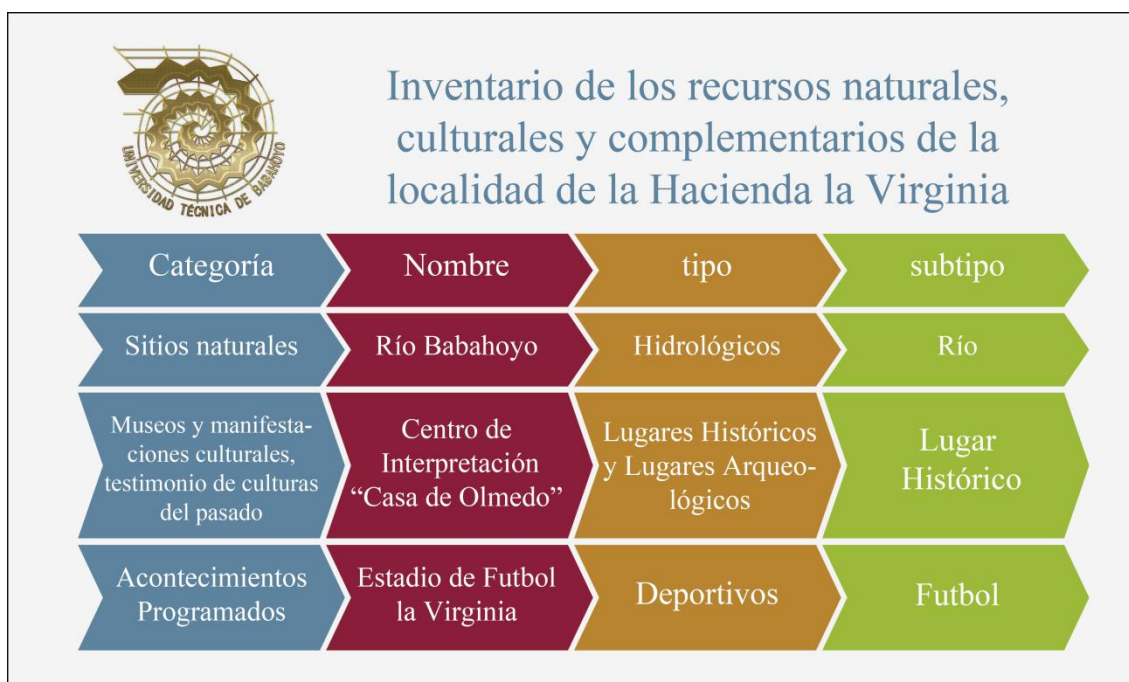 UNIVERSIDAD TÉCNICA DE BABAHOYO
Inventario de los recursos naturales,
culturales y complementarios de la
localidad de la Hacienda la Virginia
Categoría
Nombre
tipo
subtipo
Sitios naturales
Río Babahoyo
Hidrológicos
Río
Museos y manifesta-
ciones culturales,
testimonio de culturas
del pasado
Centro de
Interpretación
“Casa de Olmedo”
Lugares Históricos
y Lugares Arqueo-
lógicos
Lugar
Histórico
Acontecimientos
Programados
Estadio de Futbol
la Virginia
Deportivos
Futbol